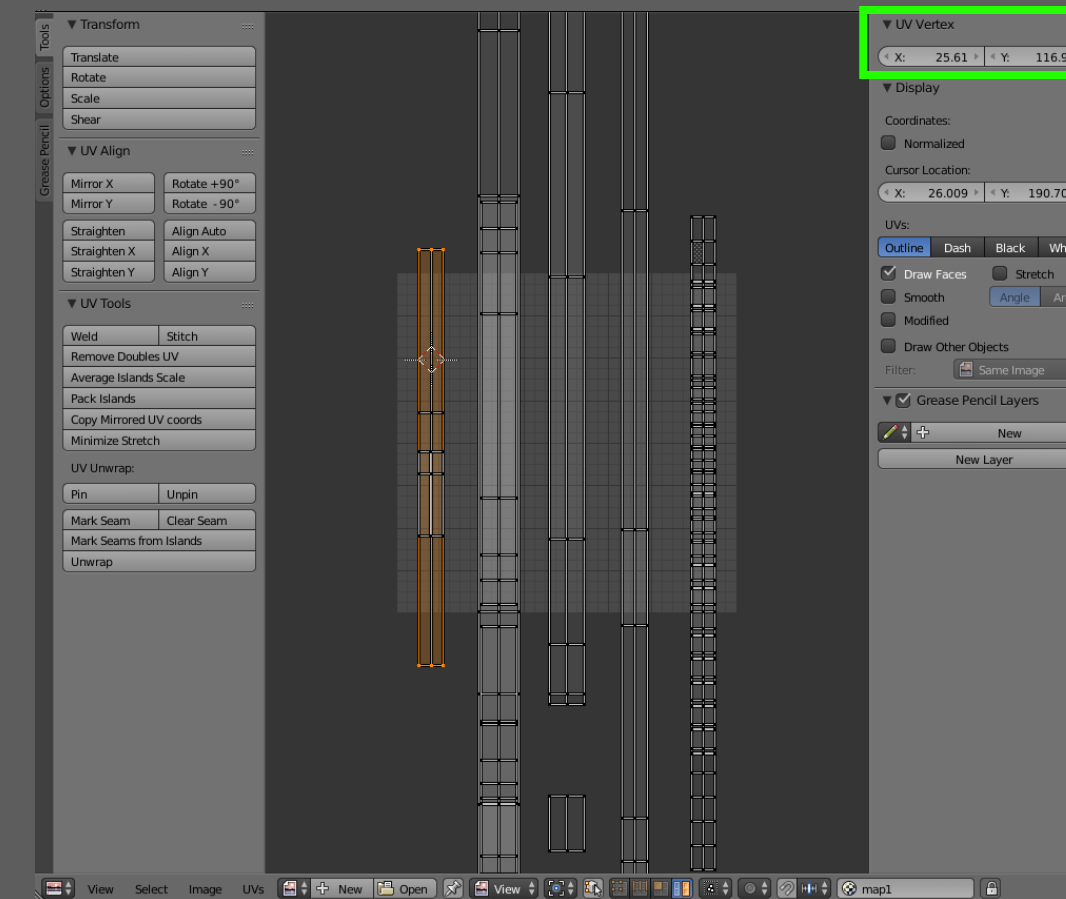 Tools
Options
Grease Pencil
Transform
Translate
Rotate
Scale
Shear
UV Align
Mirror X Rotate +90°
Mirror Y Rotate - 90°
Straighten Align Auto
Straighten X Align X
Straighten Y Align Y
UV Tools
Weld Stitch
Remove Doubles UV
Average Islands Scale
Pack Islands
Copy Mirrored UV coords
Minimize Stretch
UV Unwrap:
Pin Unpin
Mark Seam Clear Seam
Mark Seams from Islands
Unwrap
UV Vertex
X: 25.61 Y: 116.9
Display
Coordinates:
Normalized
Cursor Location:
X: 26.009 Y: 190.70
UVs:
Outline Dash Black Wh
Draw Faces Stretch
Smooth Angle Ar
Modified
Draw Other Objects
Filter: Same Image
Grease Pencil Layers
New
New Layer
View Select Image UVs New Open View map1